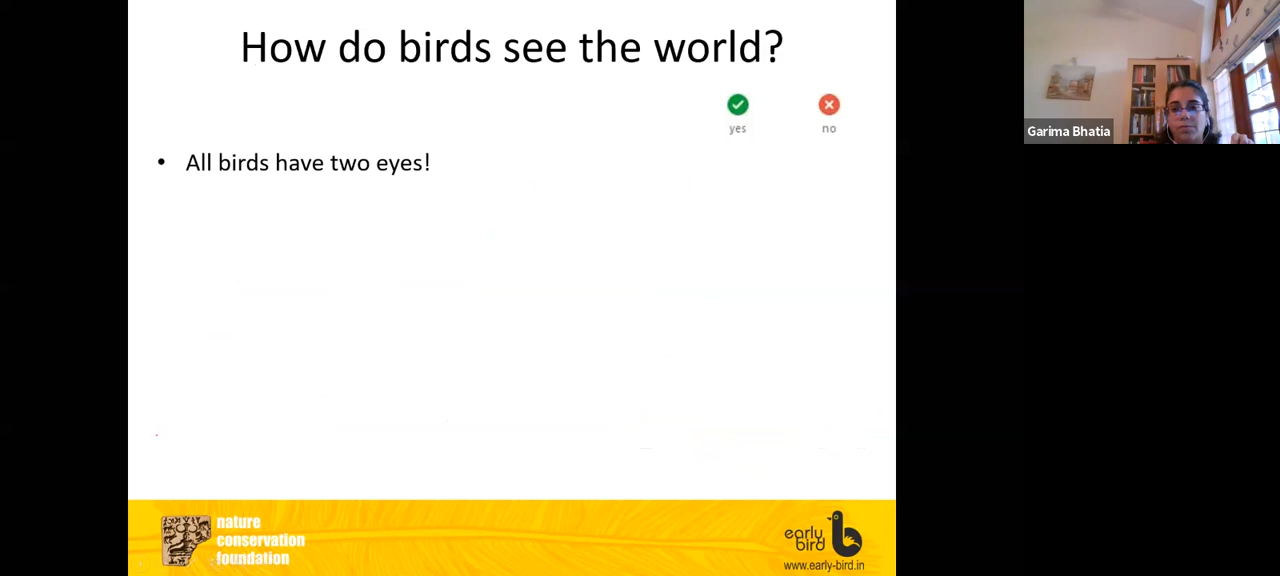 How do birds see the world?
yes
no
Garima Bhatia
• All birds have two eyes!
nature
conservation
foundation
early
bird
www.early-bird.in